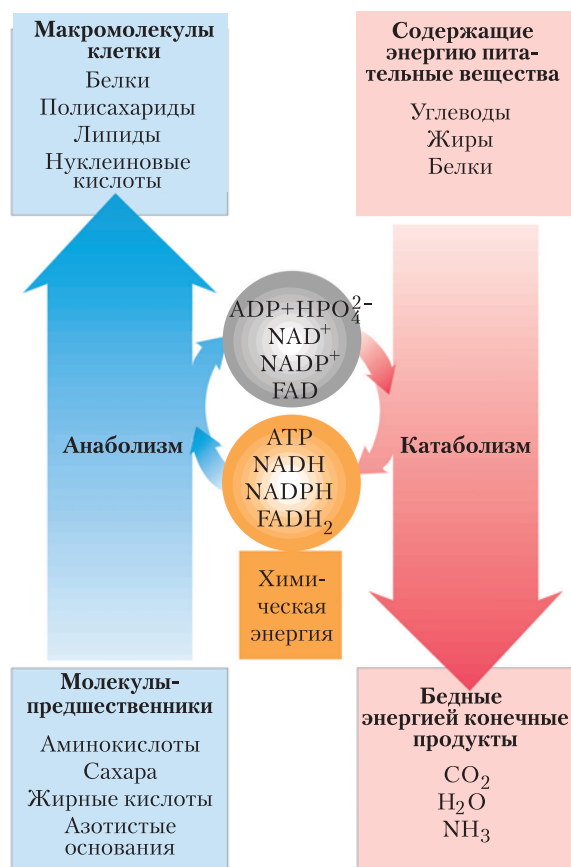 Макромолекулы
клетки
Белки
Полисахариды
Липиды
Нуклеиновые
кислоты
Содержащие
энергию пита-
тельные вещества
Углеводы
Жиры
Белки
ADP+HPO₄²⁻
NAD⁺
NADP⁺
FAD
Анаболизм
ATP
NADH
NADPH
FADH₂
Катаболизм
Хими-
ческая
энергия
Молекулы-
предшественники
Аминокислоты
Сахара
Жирные кислоты
Азотистые
основания
Бедные
энергией конечные
продукты
CO₂
H₂O
NH₃